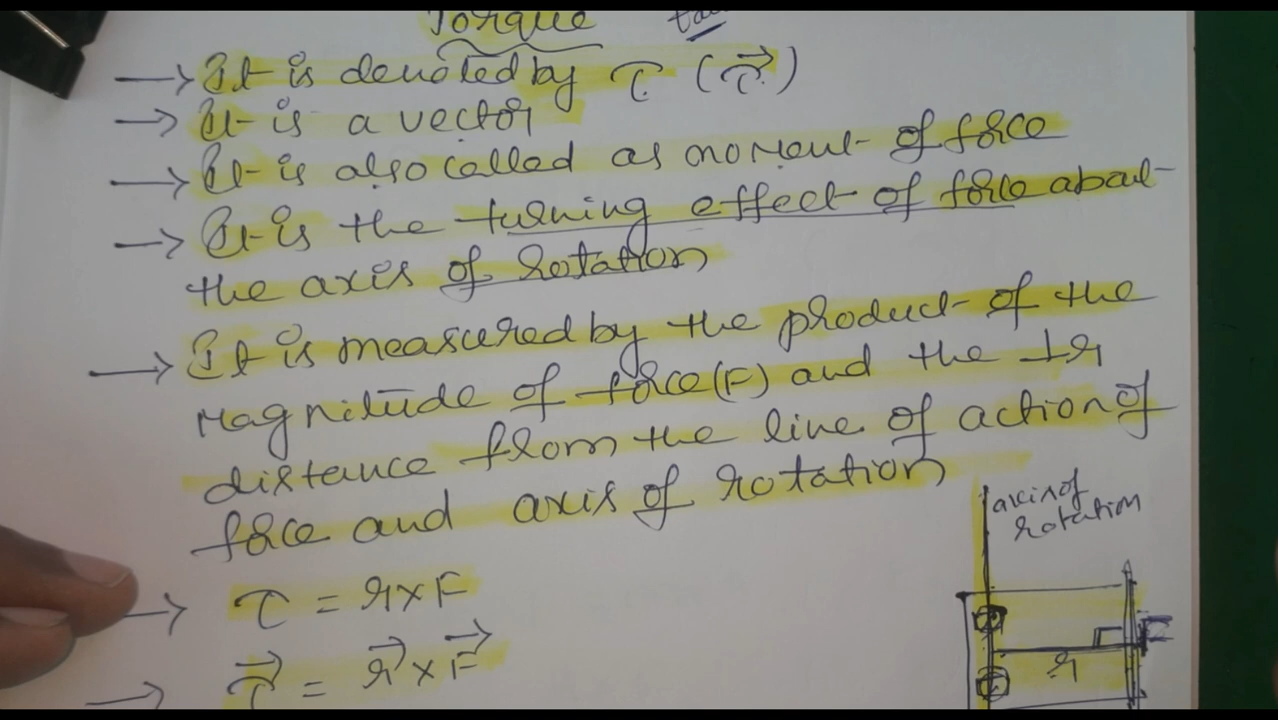 Torque
→ It is denoted by τ (τ⃗)
→ It is a vector
→ It is also called as moment of force
→ It is the turning effect of force about
the axis of rotation
→ It is measured by the product of the
magnitude of force (F) and the ⊥r
distance from the line of action of
force and axis of rotation
→ τ = r×F
→ τ⃗ = r⃗×F⃗
axis of
rotation
F
r